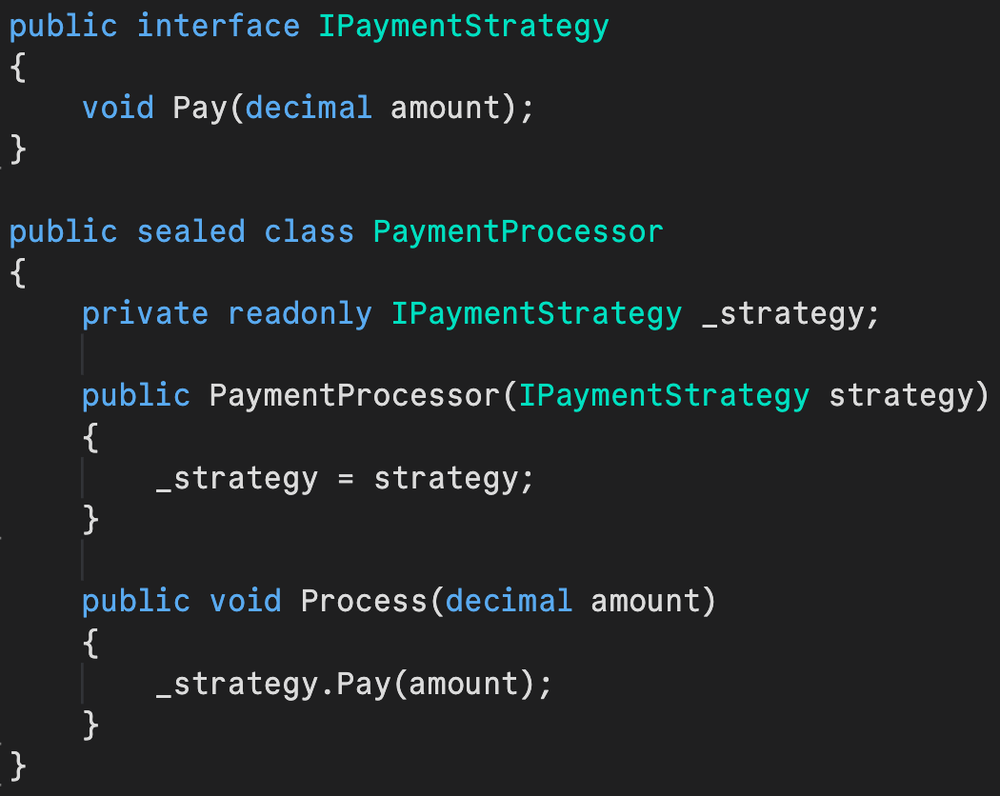 public interface IPaymentStrategy
{
    void Pay(decimal amount);
}

public sealed class PaymentProcessor
{
    private readonly IPaymentStrategy _strategy;

    public PaymentProcessor(IPaymentStrategy strategy)
    {
        _strategy = strategy;
    }

    public void Process(decimal amount)
    {
        _strategy.Pay(amount);
    }
}